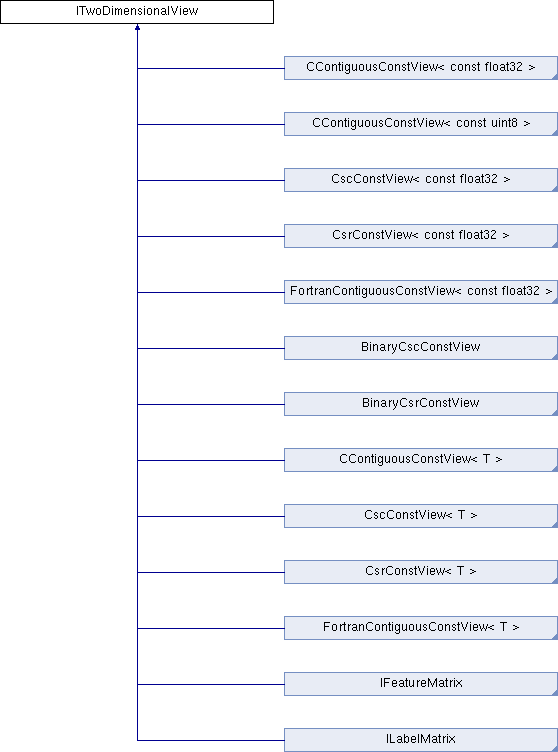 ITwoDimensionalView
CContiguousConstView< const float32 >
CContiguousConstView< const uint8 >
CscConstView< const float32 >
CsrConstView< const float32 >
FortranContiguousConstView< const float32 >
BinaryCscConstView
BinaryCsrConstView
CContiguousConstView< T >
CscConstView< T >
CsrConstView< T >
FortranContiguousConstView< T >
IFeatureMatrix
ILabelMatrix